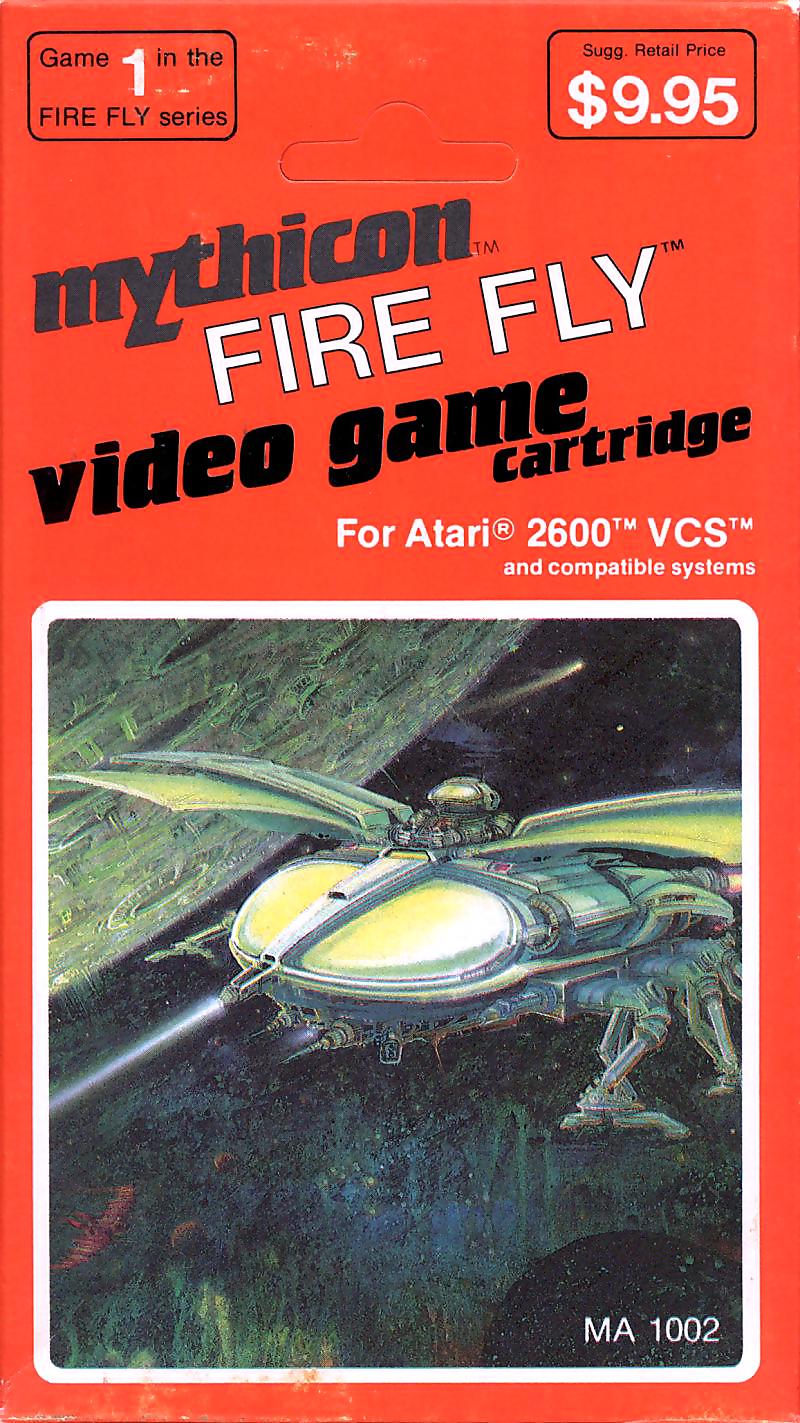 Game 1 in the
FIRE FLY series
Sugg. Retail Price
$9.95
mythicon™
FIRE FLY™
video game
cartridge
For Atari® 2600™ VCS™
and compatible systems
MA 1002